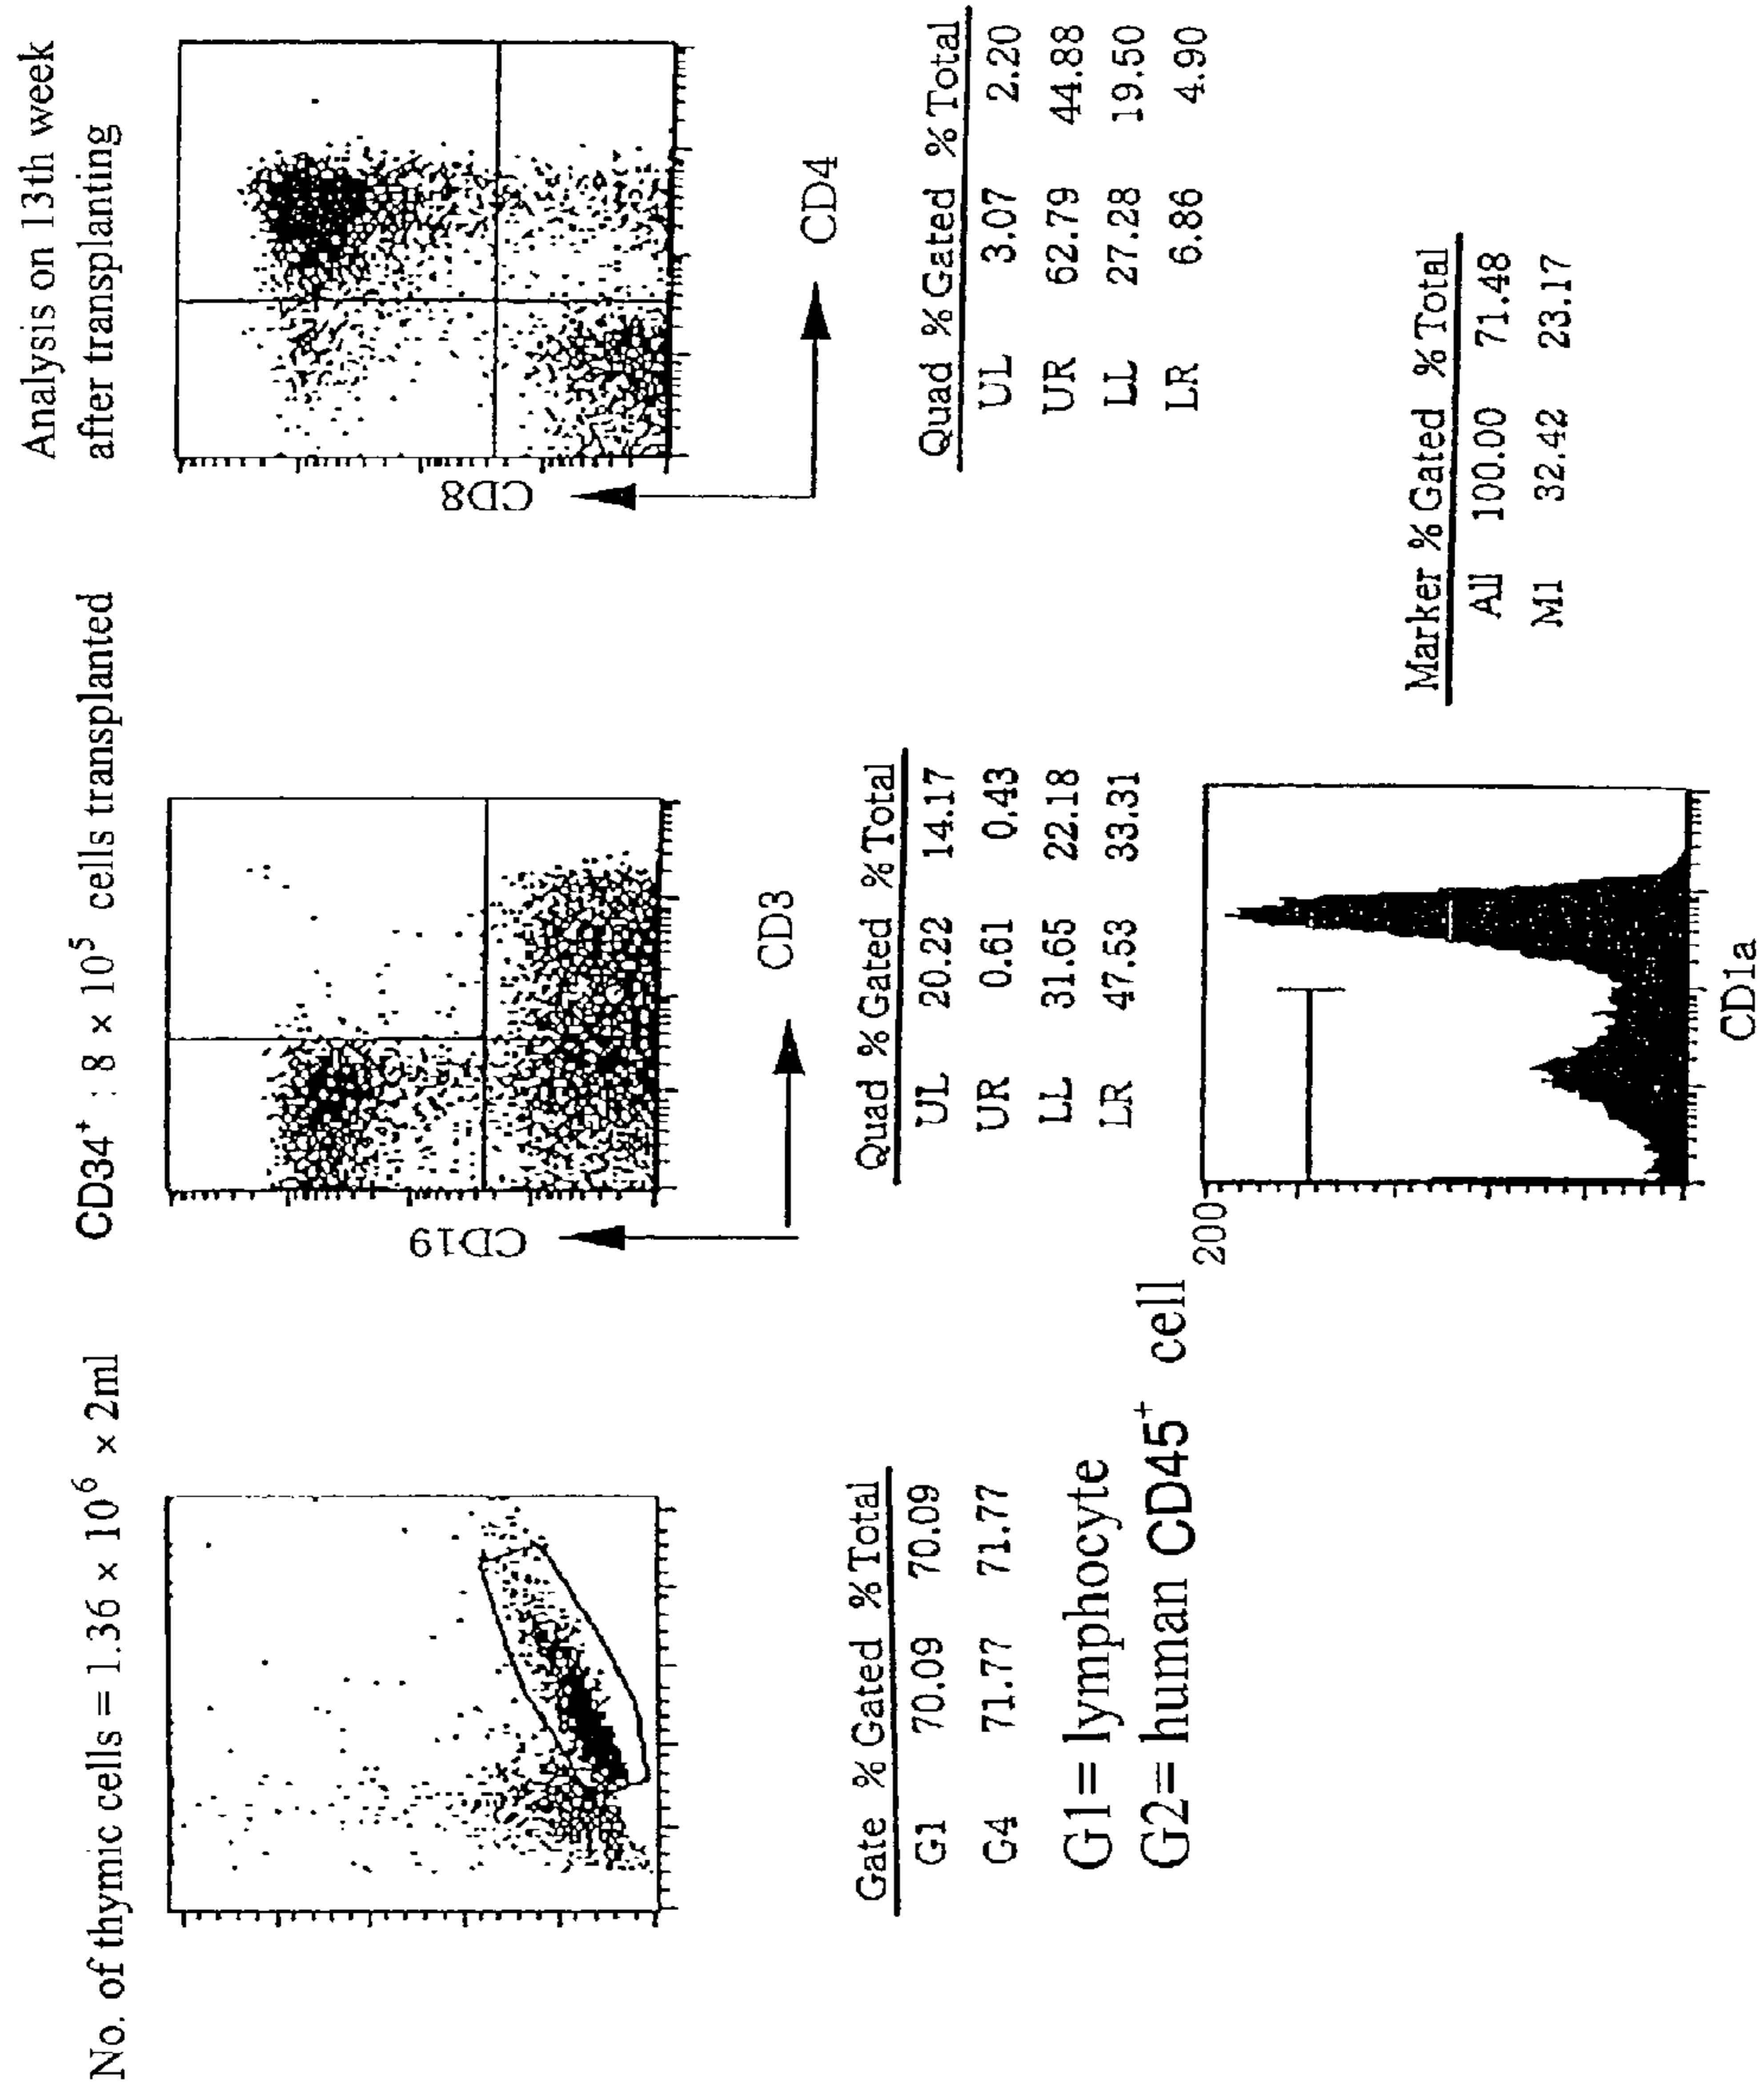 No. of thymic cells = 1.36 × 10⁶ × 2ml
CD34⁺ : 8 × 10⁵ cells transplanted
Analysis on 13th week
after transplanting
Gate % Gated % Total
G1 70.09 70.09
G4 71.77 71.77
G1= lymphocyte
G2= human CD45⁺ cell
CD19
CD3
Quad % Gated % Total
UL 20.22 14.17
UR 0.61 0.43
LL 31.65 22.18
LR 47.53 33.31
CD8
CD4
Quad % Gated % Total
UL 3.07 2.20
UR 62.79 44.88
LL 27.28 19.50
LR 6.86 4.90
200
CD1a
Marker % Gated % Total
All 100.00 71.48
M1 32.42 23.17